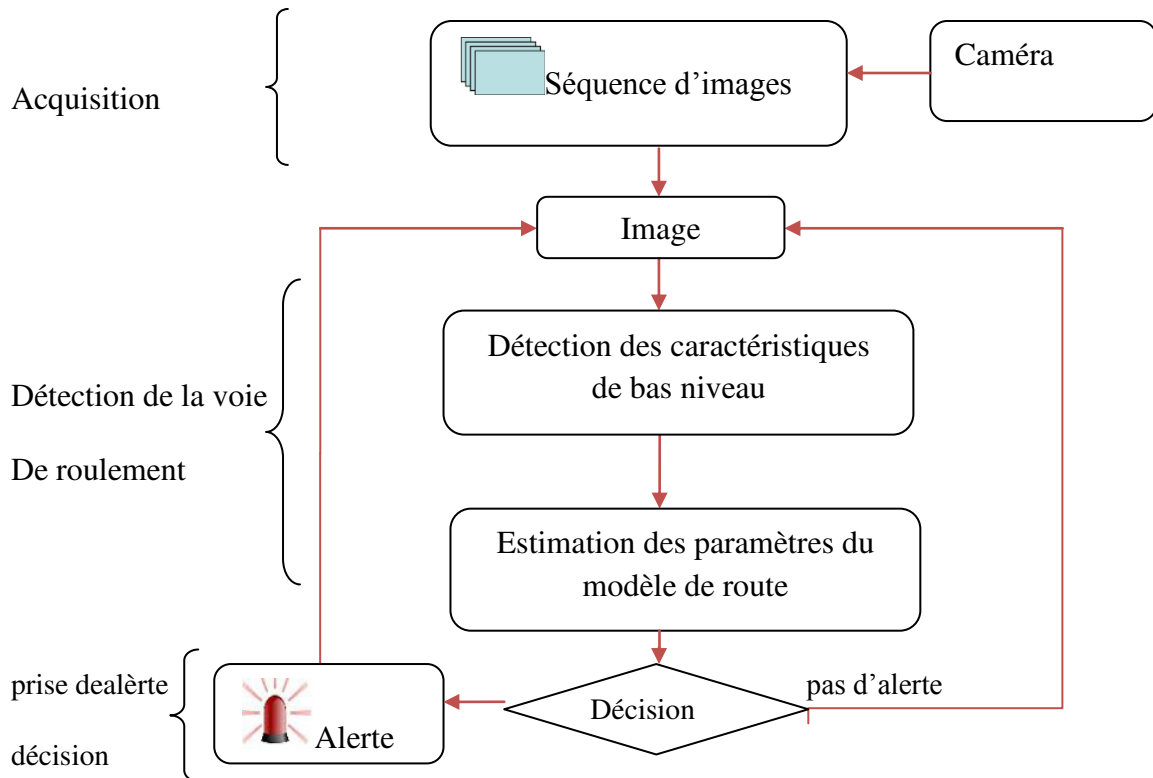 Caméra
Séquence d'images
Acquisition
Image
Détection des caractéristiques
de bas niveau
Détection de la voie
De roulement
Estimation des paramètres du
modèle de route
prise dealèrte
pas d'alerte
Décision
Alerte
décision